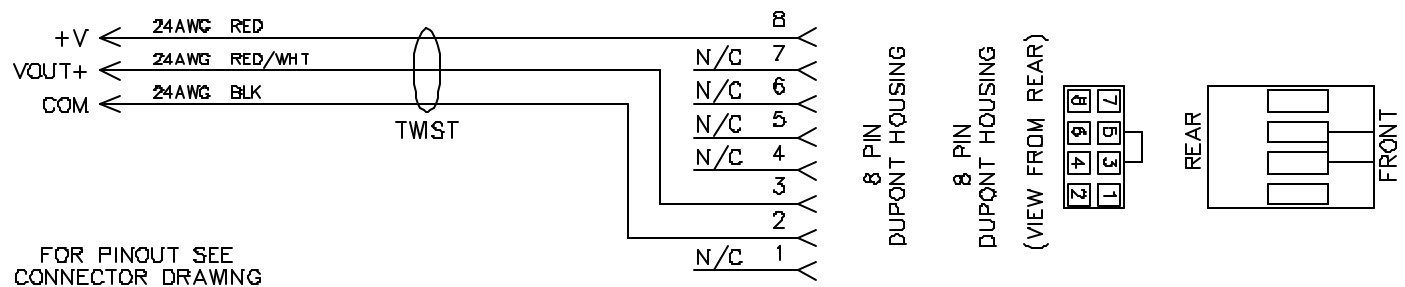 +V 24AWG RED 8
VOUT+ 24AWG RED/WHT N/C 7
COM 24AWG BLK N/C 6
TWIST N/C 5
N/C 4
3
2
N/C 1
FOR PINOUT SEE
CONNECTOR DRAWING
8 PIN
DUPONT HOUSING
8 PIN
DUPONT HOUSING
(VIEW FROM REAR)
8 7
6 5
4 3
2 1
REAR
FRONT